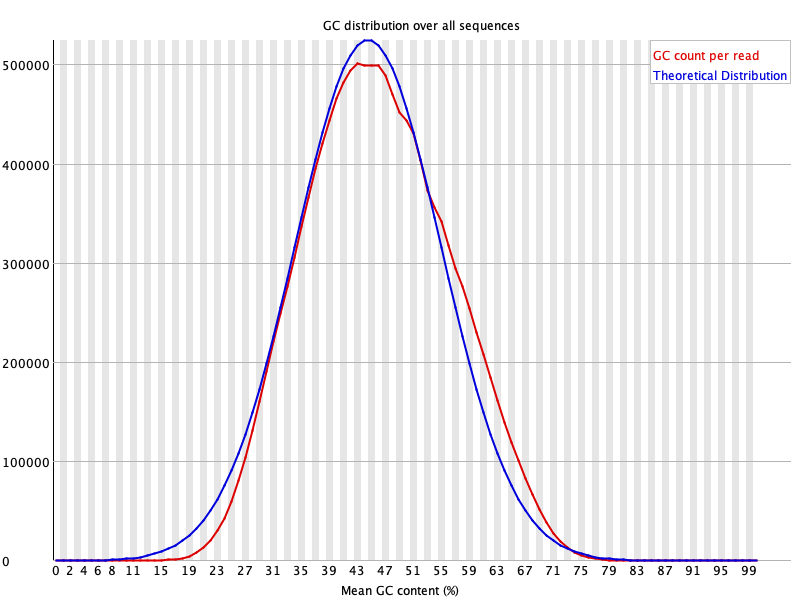 GC distribution over all sequences
GC count per read
Theoretical Distribution
500000
400000
300000
200000
100000
0
0 2 4 6 8 11 15 19 23 27 31 35 39 43 47 51 55 59 63 67 71 75 79 83 87 91 95 99
Mean GC content (%)